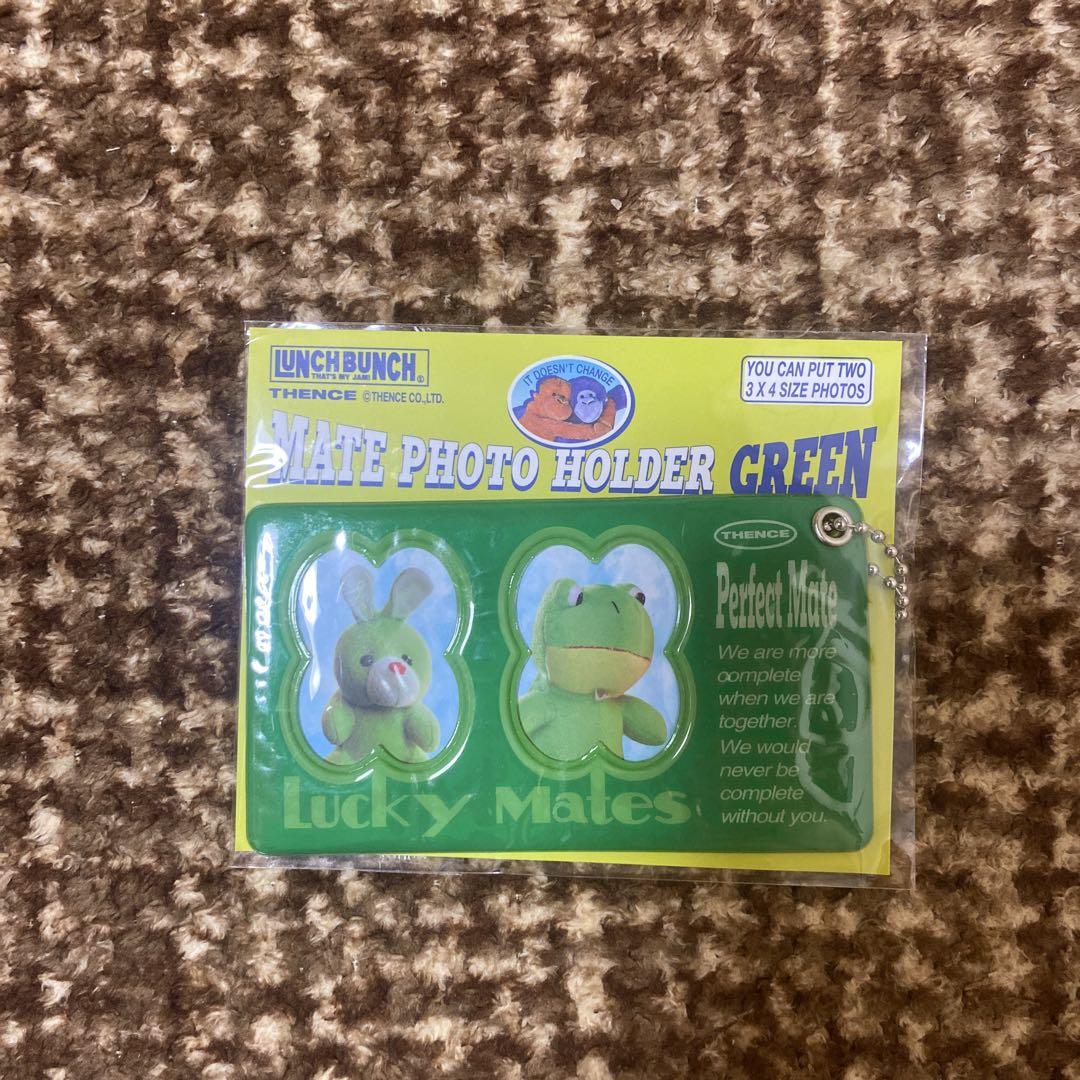 LUNCH BUNCH
THAT'S MY JAM!
THENCE ©THENCE CO.,LTD.
IT DOESN'T CHANGE
YOU CAN PUT TWO
3 X 4 SIZE PHOTOS
MATE PHOTO HOLDER GREEN
THENCE
Perfect Mate
We are more
complete
when we are
together.
We would
never be
complete
without you.
Lucky Mates